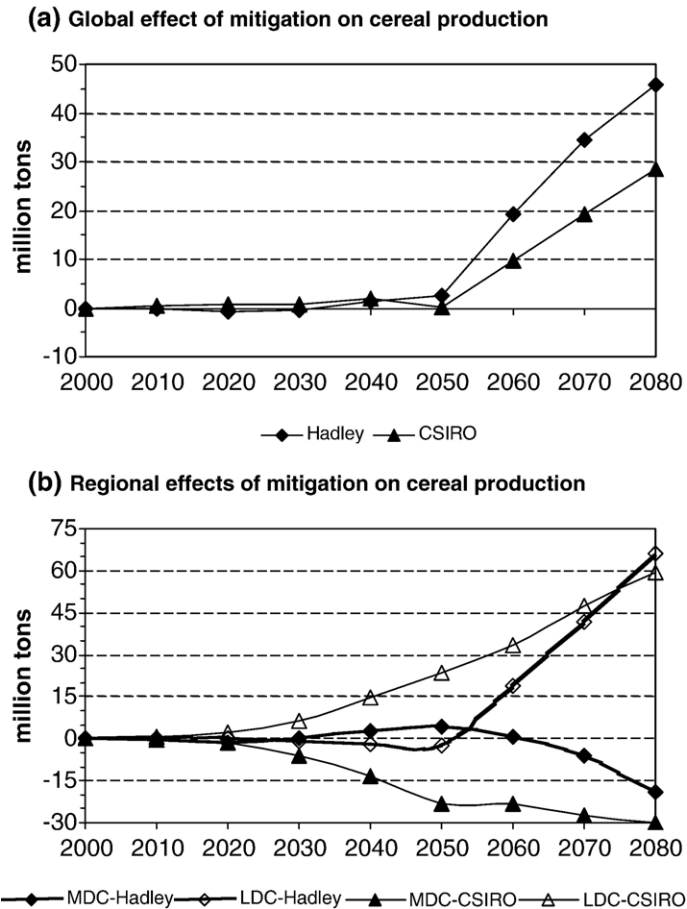 (a) Global effect of mitigation on cereal production
50
40
30
20
10
0
-10
million tons
2000 2010 2020 2030 2040 2050 2060 2070 2080
Hadley CSIRO
(b) Regional effects of mitigation on cereal production
75
60
45
30
15
0
-15
-30
million tons
2000 2010 2020 2030 2040 2050 2060 2070 2080
MDC-Hadley LDC-Hadley MDC-CSIRO LDC-CSIRO